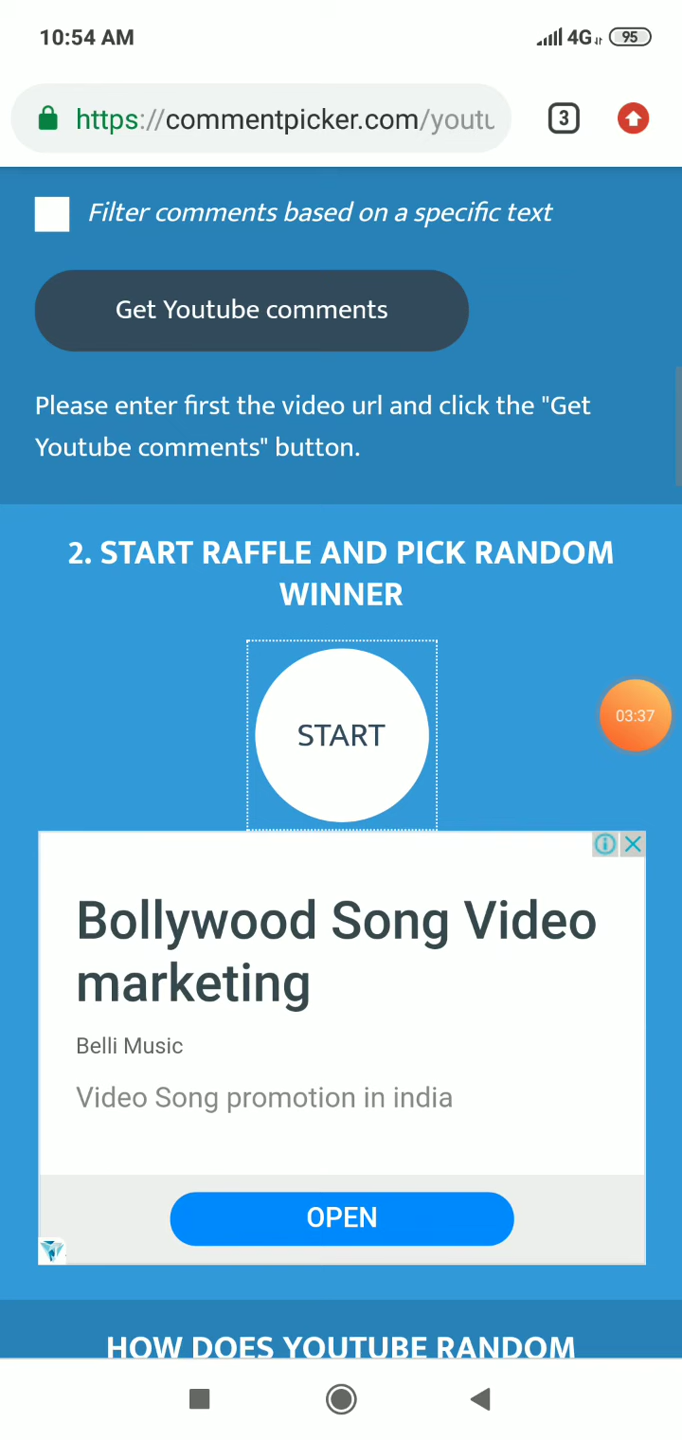 10:54 AM
4G
95
https://commentpicker.com/youtu
3
Filter comments based on a specific text
Get Youtube comments
Please enter first the video url and click the "Get
Youtube comments" button.
2. START RAFFLE AND PICK RANDOM
WINNER
START
03:37
Bollywood Song Video
marketing
Belli Music
Video Song promotion in india
OPEN
HOW DOES YOUTUBE RANDOM